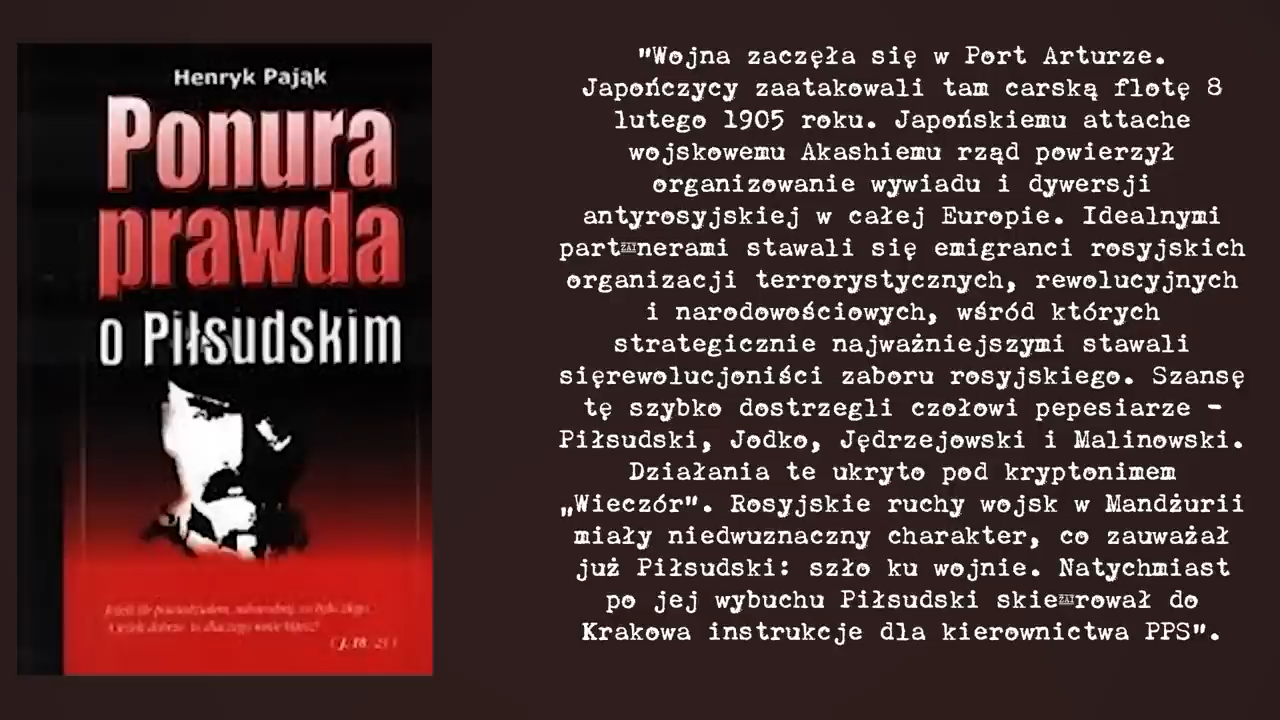 Henryk Pająk
Ponura
prawda
o Piłsudskim
( J. 18, 23 )
"Wojna zaczęła się w Port Arturze.
Japończycy zaatakowali tam carską flotę 8
lutego 1905 roku. Japońskiemu attache
wojskowemu Akashiemu rząd powierzył
organizowanie wywiadu i dywersji
antyrosyjskiej w całej Europie. Idealnymi
partnerami stawali się emigranci rosyjskich
organizacji terrorystycznych, rewolucyjnych
i narodowościowych, wśród których
strategicznie najważniejszymi stawali
sięrewolucjoniści zaboru rosyjskiego. Szansę
tę szybko dostrzegli czołowi pepesiarze –
Piłsudski, Jodko, Jędrzejowski i Malinowski.
Działania te ukryto pod kryptonimem
„Wieczór". Rosyjskie ruchy wojsk w Mandżurii
miały niedwuznaczny charakter, co zauważał
już Piłsudski: szło ku wojnie. Natychmiast
po jej wybuchu Piłsudski skierował do
Krakowa instrukcje dla kierownictwa PPS".